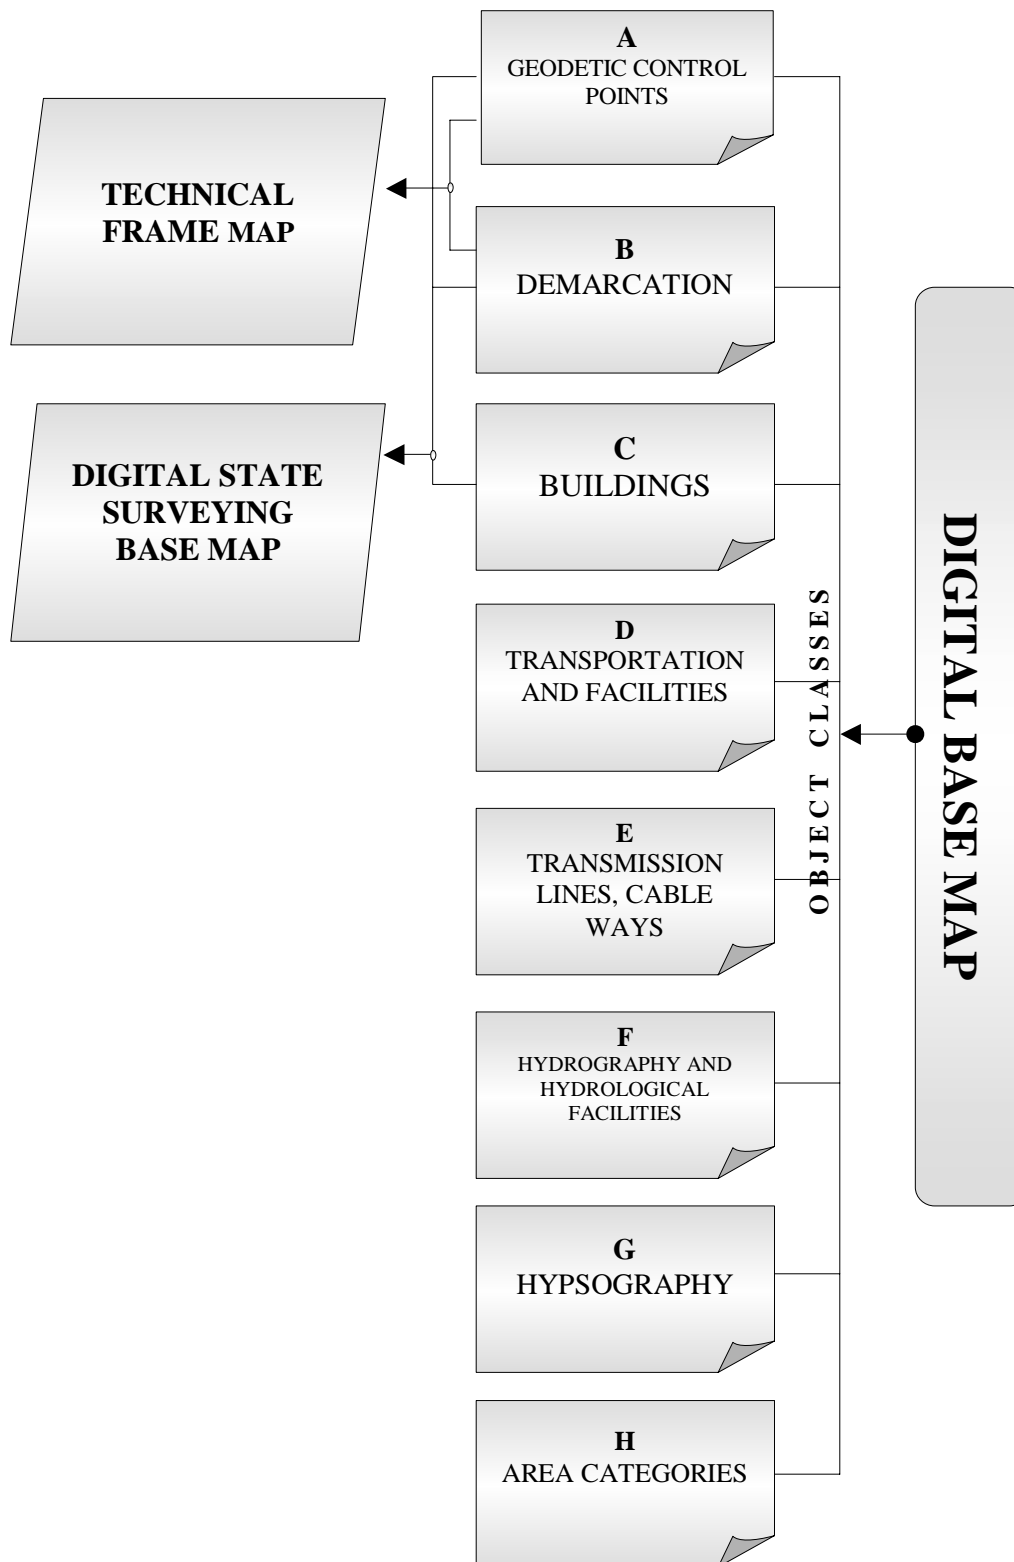 A
GEODETIC CONTROL
POINTS
TECHNICAL
FRAME MAP
B
DEMARCATION
C
BUILDINGS
DIGITAL STATE
SURVEYING
BASE MAP
D
TRANSPORTATION
AND FACILITIES
E
TRANSMISSION
LINES, CABLE
WAYS
F
HYDROGRAPHY AND
HYDROLOGICAL
FACILITIES
G
HYPSOGRAPHY
H
AREA CATEGORIES
OBJECT CLASSES
DIGITAL BASE MAP